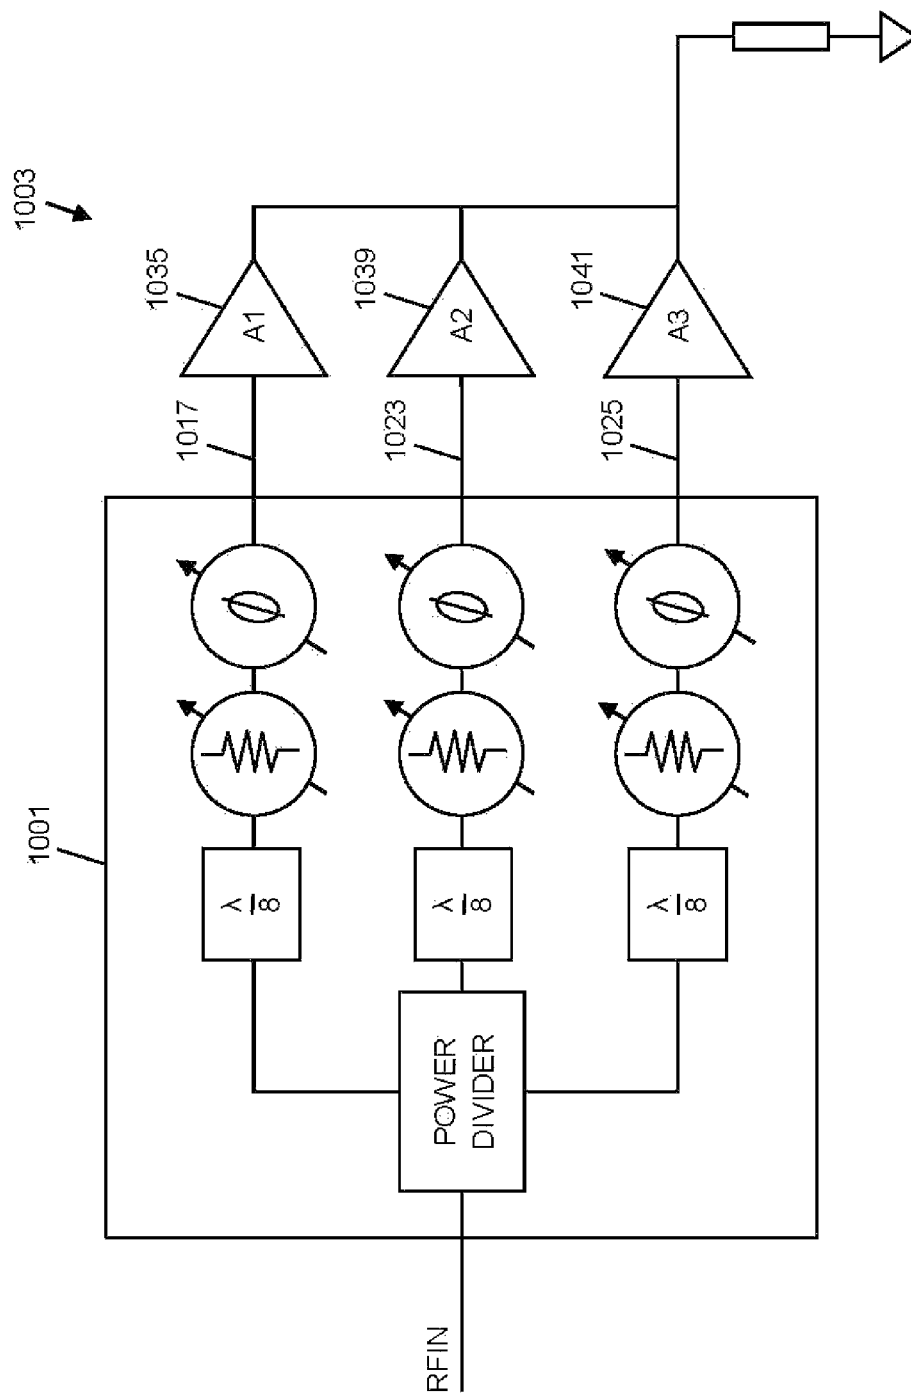 1003
1035
1039
1041
A1
A2
A3
1017
1023
1025
1001
λ
8
λ
8
λ
8
POWER
DIVIDER
RFIN